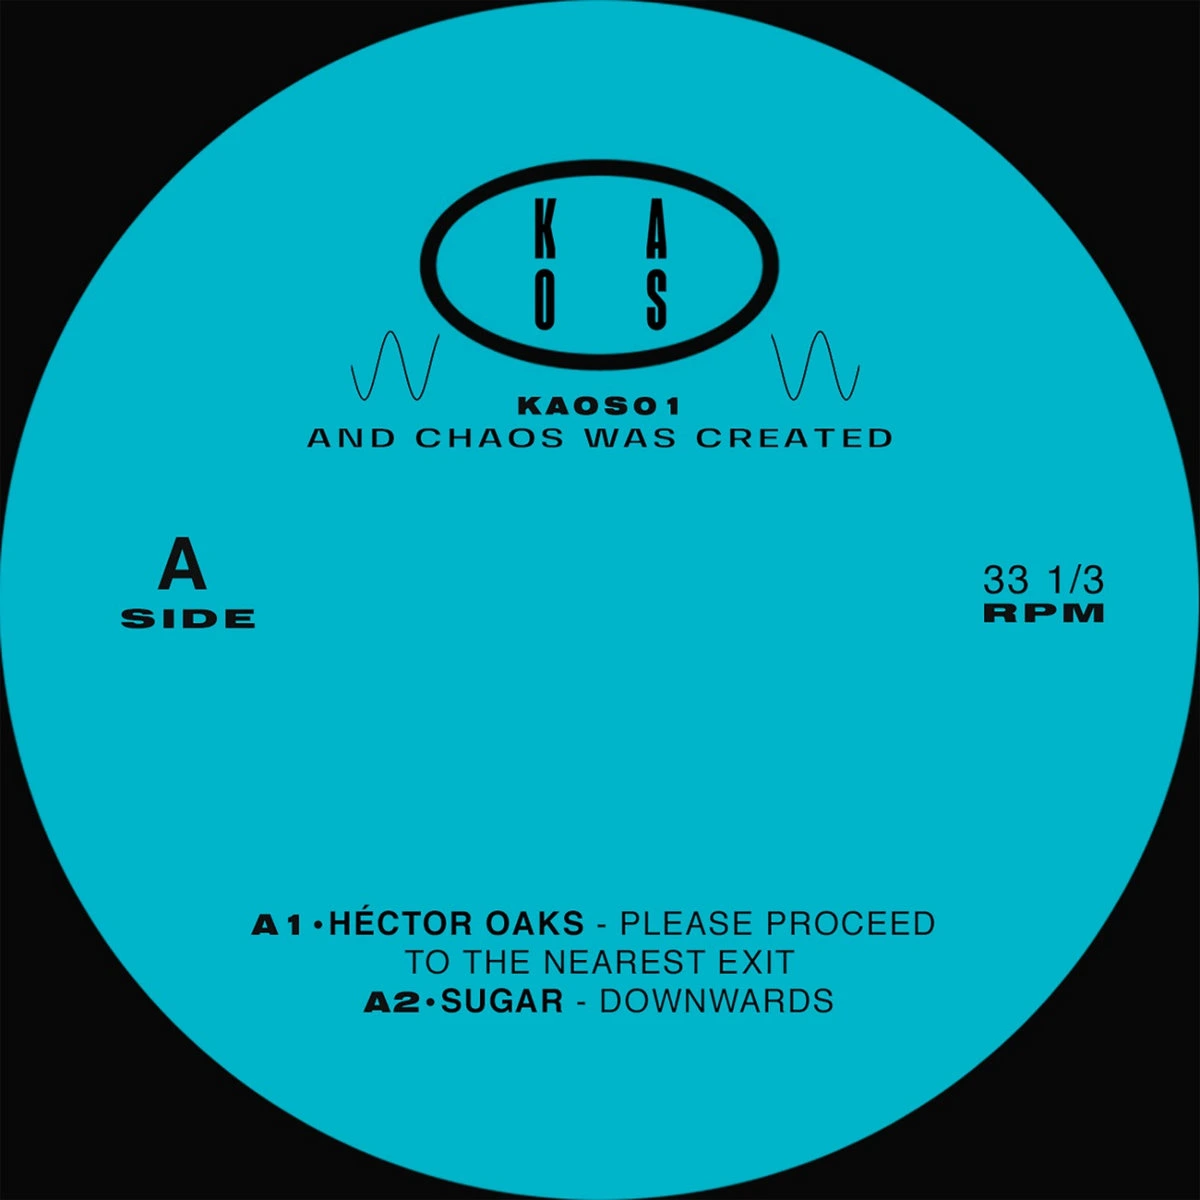 K A
O S
KAOS01
AND CHAOS WAS CREATED
A
SIDE
33 1/3
RPM
A1•HÉCTOR OAKS - PLEASE PROCEED
TO THE NEAREST EXIT
A2•SUGAR - DOWNWARDS